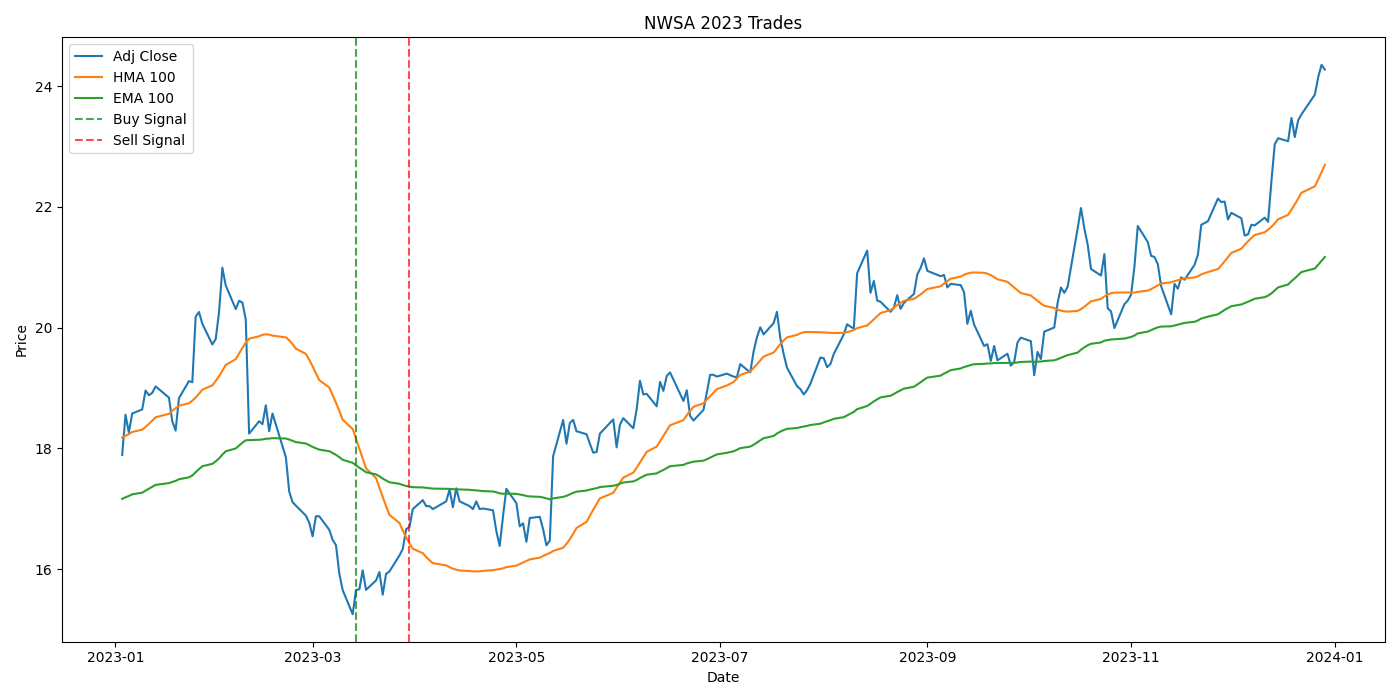 NWSA 2023 Trades
Adj Close
HMA 100
EMA 100
Buy Signal
Sell Signal
24
22
20
18
16
Price
2023-01
2023-03
2023-05
2023-07
2023-09
2023-11
2024-01
Date